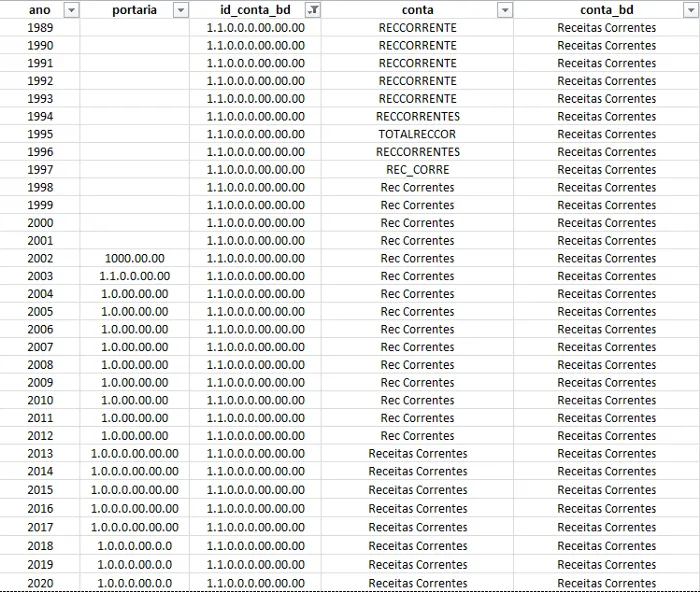 ano portaria id_conta_bd conta conta_bd
1989 1.1.0.0.0.00.00.00 RECCORRENTE Receitas Correntes
1990 1.1.0.0.0.00.00.00 RECCORRENTE Receitas Correntes
1991 1.1.0.0.0.00.00.00 RECCORRENTE Receitas Correntes
1992 1.1.0.0.0.00.00.00 RECCORRENTE Receitas Correntes
1993 1.1.0.0.0.00.00.00 RECCORRENTE Receitas Correntes
1994 1.1.0.0.0.00.00.00 RECCORRENTES Receitas Correntes
1995 1.1.0.0.0.00.00.00 TOTALRECCOR Receitas Correntes
1996 1.1.0.0.0.00.00.00 RECCORRENTES Receitas Correntes
1997 1.1.0.0.0.00.00.00 REC_CORRE Receitas Correntes
1998 1.1.0.0.0.00.00.00 Rec Correntes Receitas Correntes
1999 1.1.0.0.0.00.00.00 Rec Correntes Receitas Correntes
2000 1.1.0.0.0.00.00.00 Rec Correntes Receitas Correntes
2001 1.1.0.0.0.00.00.00 Rec Correntes Receitas Correntes
2002 1000.00.00 1.1.0.0.0.00.00.00 Rec Correntes Receitas Correntes
2003 1.1.0.0.00.00 1.1.0.0.0.00.00.00 Rec Correntes Receitas Correntes
2004 1.0.00.00.00 1.1.0.0.0.00.00.00 Rec Correntes Receitas Correntes
2005 1.0.00.00.00 1.1.0.0.0.00.00.00 Rec Correntes Receitas Correntes
2006 1.0.00.00.00 1.1.0.0.0.00.00.00 Rec Correntes Receitas Correntes
2007 1.0.00.00.00 1.1.0.0.0.00.00.00 Rec Correntes Receitas Correntes
2008 1.0.00.00.00 1.1.0.0.0.00.00.00 Rec Correntes Receitas Correntes
2009 1.0.00.00.00 1.1.0.0.0.00.00.00 Rec Correntes Receitas Correntes
2010 1.0.00.00.00 1.1.0.0.0.00.00.00 Rec Correntes Receitas Correntes
2011 1.0.00.00.00 1.1.0.0.0.00.00.00 Rec Correntes Receitas Correntes
2012 1.0.00.00.00 1.1.0.0.0.00.00.00 Rec Correntes Receitas Correntes
2013 1.0.0.0.00.00.00 1.1.0.0.0.00.00.00 Receitas Correntes Receitas Correntes
2014 1.0.0.0.00.00.00 1.1.0.0.0.00.00.00 Receitas Correntes Receitas Correntes
2015 1.0.0.0.00.00.00 1.1.0.0.0.00.00.00 Receitas Correntes Receitas Correntes
2016 1.0.0.0.00.00.00 1.1.0.0.0.00.00.00 Receitas Correntes Receitas Correntes
2017 1.0.0.0.00.00.00 1.1.0.0.0.00.00.00 Receitas Correntes Receitas Correntes
2018 1.0.0.0.00.0.0 1.1.0.0.0.00.00.00 Receitas Correntes Receitas Correntes
2019 1.0.0.0.00.0.0 1.1.0.0.0.00.00.00 Receitas Correntes Receitas Correntes
2020 1.0.0.0.00.0.0 1.1.0.0.0.00.00.00 Receitas Correntes Receitas Correntes